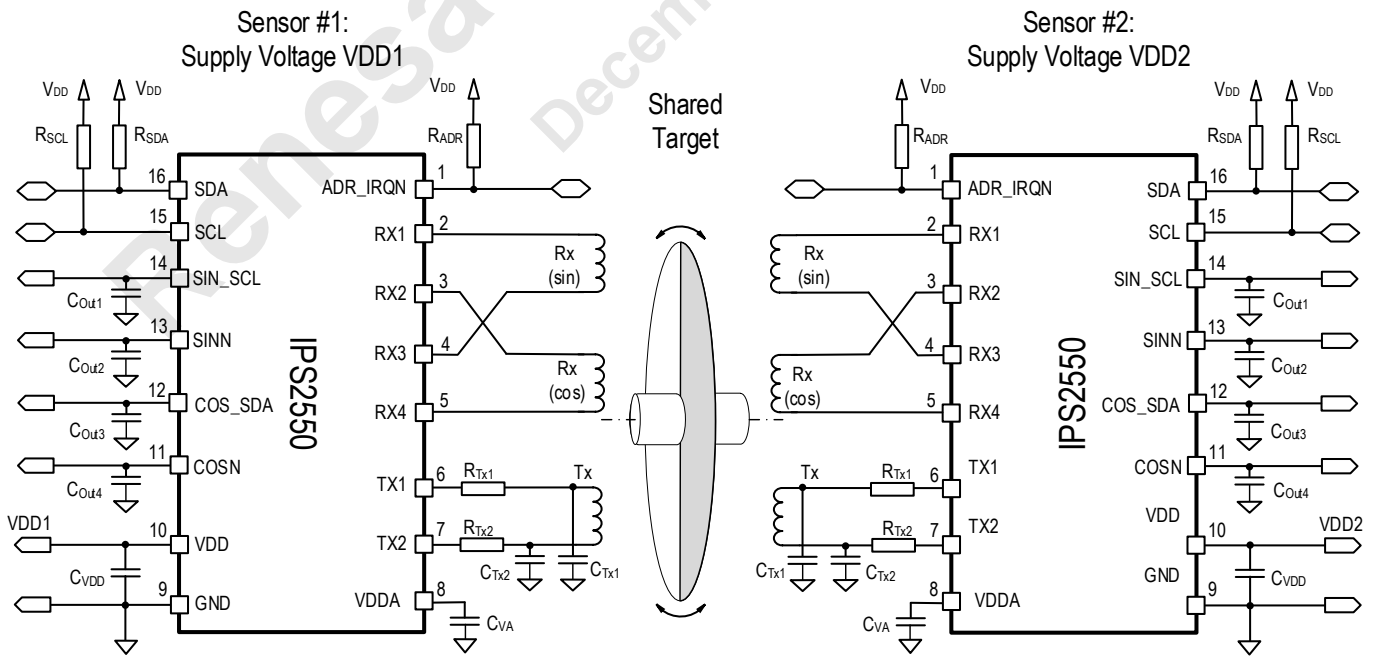 Sensor #1:
Supply Voltage VDD1
Sensor #2:
Supply Voltage VDD2
Shared
Target
VDD
VDD
RSCL
RSDA
VDD
RADR
16
SDA
15
SCL
14
SIN_SCL
COut1
13
SINN
COut2
12
COS_SDA
COut3
11
COSN
COut4
VDD1
10
VDD
CVDD
9
GND
IPS2550
ADR_IRQN
1
RX1
2
RX2
3
RX3
4
RX4
5
TX1
6
TX2
7
VDDA
8
Rx
(sin)
Rx
(cos)
RTx1
Tx
RTx2
CTx2
CTx1
CVA
VDD
RADR
1
ADR_IRQN
2
RX1
3
RX2
4
RX3
5
RX4
6
TX1
7
TX2
8
VDDA
Rx
(sin)
Rx
(cos)
Tx
RTx1
RTx2
CTx1
CTx2
CVA
IPS2550
VDD
VDD
RSDA
RSCL
SDA
16
SCL
15
SIN_SCL
14
COut1
SINN
13
COut2
COS_SDA
12
COut3
COSN
11
COut4
VDD
10
VDD2
CVDD
GND
9
Renesa
Decem